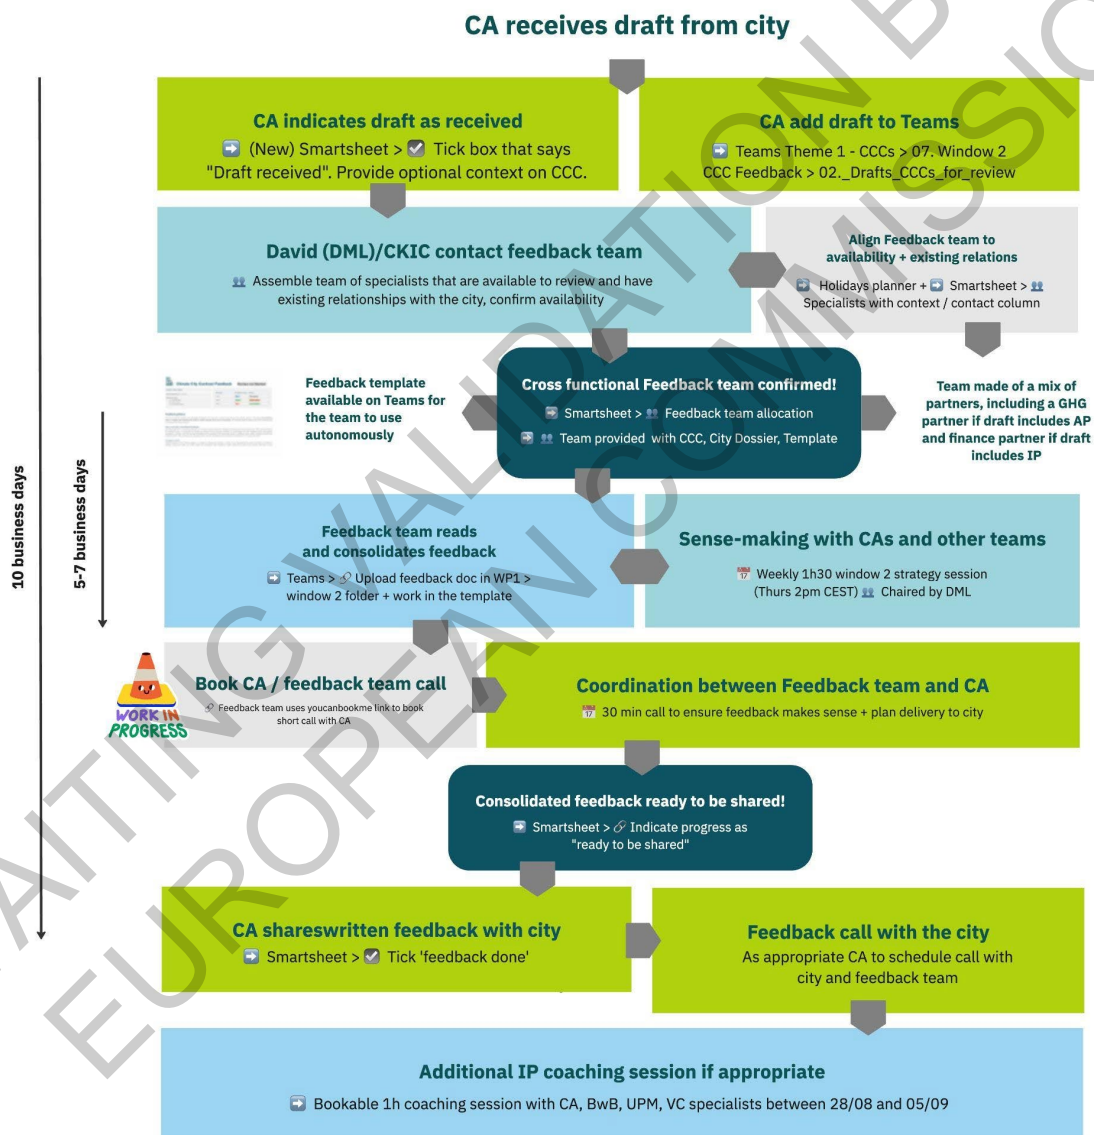 CA receives draft from city
CA indicates draft as received
(New) Smartsheet > Tick box that says
"Draft received". Provide optional context on CCC.
CA add draft to Teams
Teams Theme 1 - CCCs > 07. Window 2
CCC Feedback > 02._Drafts_CCCs_for_review
David (DML)/CKIC contact feedback team
Assemble team of specialists that are available to review and have
existing relationships with the city, confirm availability
Align Feedback team to
availability + existing relations
Holidays planner + Smartsheet >
Specialists with context / contact column
Feedback template
available on Teams for
the team to use
autonomously
Cross functional Feedback team confirmed!
Smartsheet > Feedback team allocation
Team provided with CCC, City Dossier, Template
Team made of a mix of
partners, including a GHG
partner if draft includes AP
and finance partner if draft
includes IP
10 business days
5-7 business days
Feedback team reads
and consolidates feedback
Teams > Upload feedback doc in WP1 >
window 2 folder + work in the template
Sense-making with CAs and other teams
Weekly 1h30 window 2 strategy session
(Thurs 2pm CEST) Chaired by DML
WORK IN
PROGRESS
Book CA / feedback team call
Feedback team uses youcanbookme link to book
short call with CA
Coordination between Feedback team and CA
30 min call to ensure feedback makes sense + plan delivery to city
Consolidated feedback ready to be shared!
Smartsheet > Indicate progress as
"ready to be shared"
CA shareswritten feedback with city
Smartsheet > Tick 'feedback done'
Feedback call with the city
As appropriate CA to schedule call with
city and feedback team
Additional IP coaching session if appropriate
Bookable 1h coaching session with CA, BwB, UPM, VC specialists between 28/08 and 05/09
AITING VALIDATION B
EUROPEAN COMMISSIO